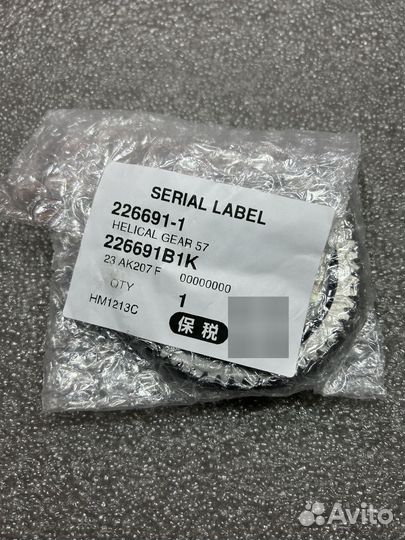 SERIAL LABEL
226691-1
HELICAL GEAR 57
226691B1K
23 AK207 F 00000000
QTY 1
HM1213C
保税
Avito